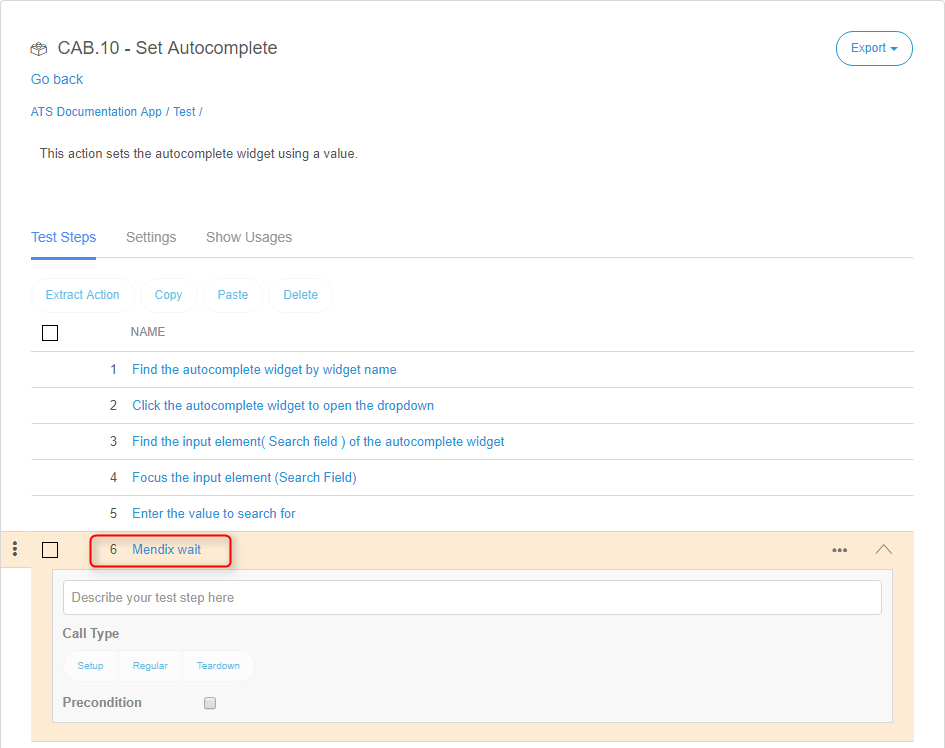 CAB.10 - Set Autocomplete
Export
Go back
ATS Documentation App / Test /
This action sets the autocomplete widget using a value.
Test Steps Settings Show Usages
Extract Action Copy Paste Delete
NAME
1 Find the autocomplete widget by widget name
2 Click the autocomplete widget to open the dropdown
3 Find the input element( Search field ) of the autocomplete widget
4 Focus the input element (Search Field)
5 Enter the value to search for
6 Mendix wait
Describe your test step here
Call Type
Setup Regular Teardown
Precondition